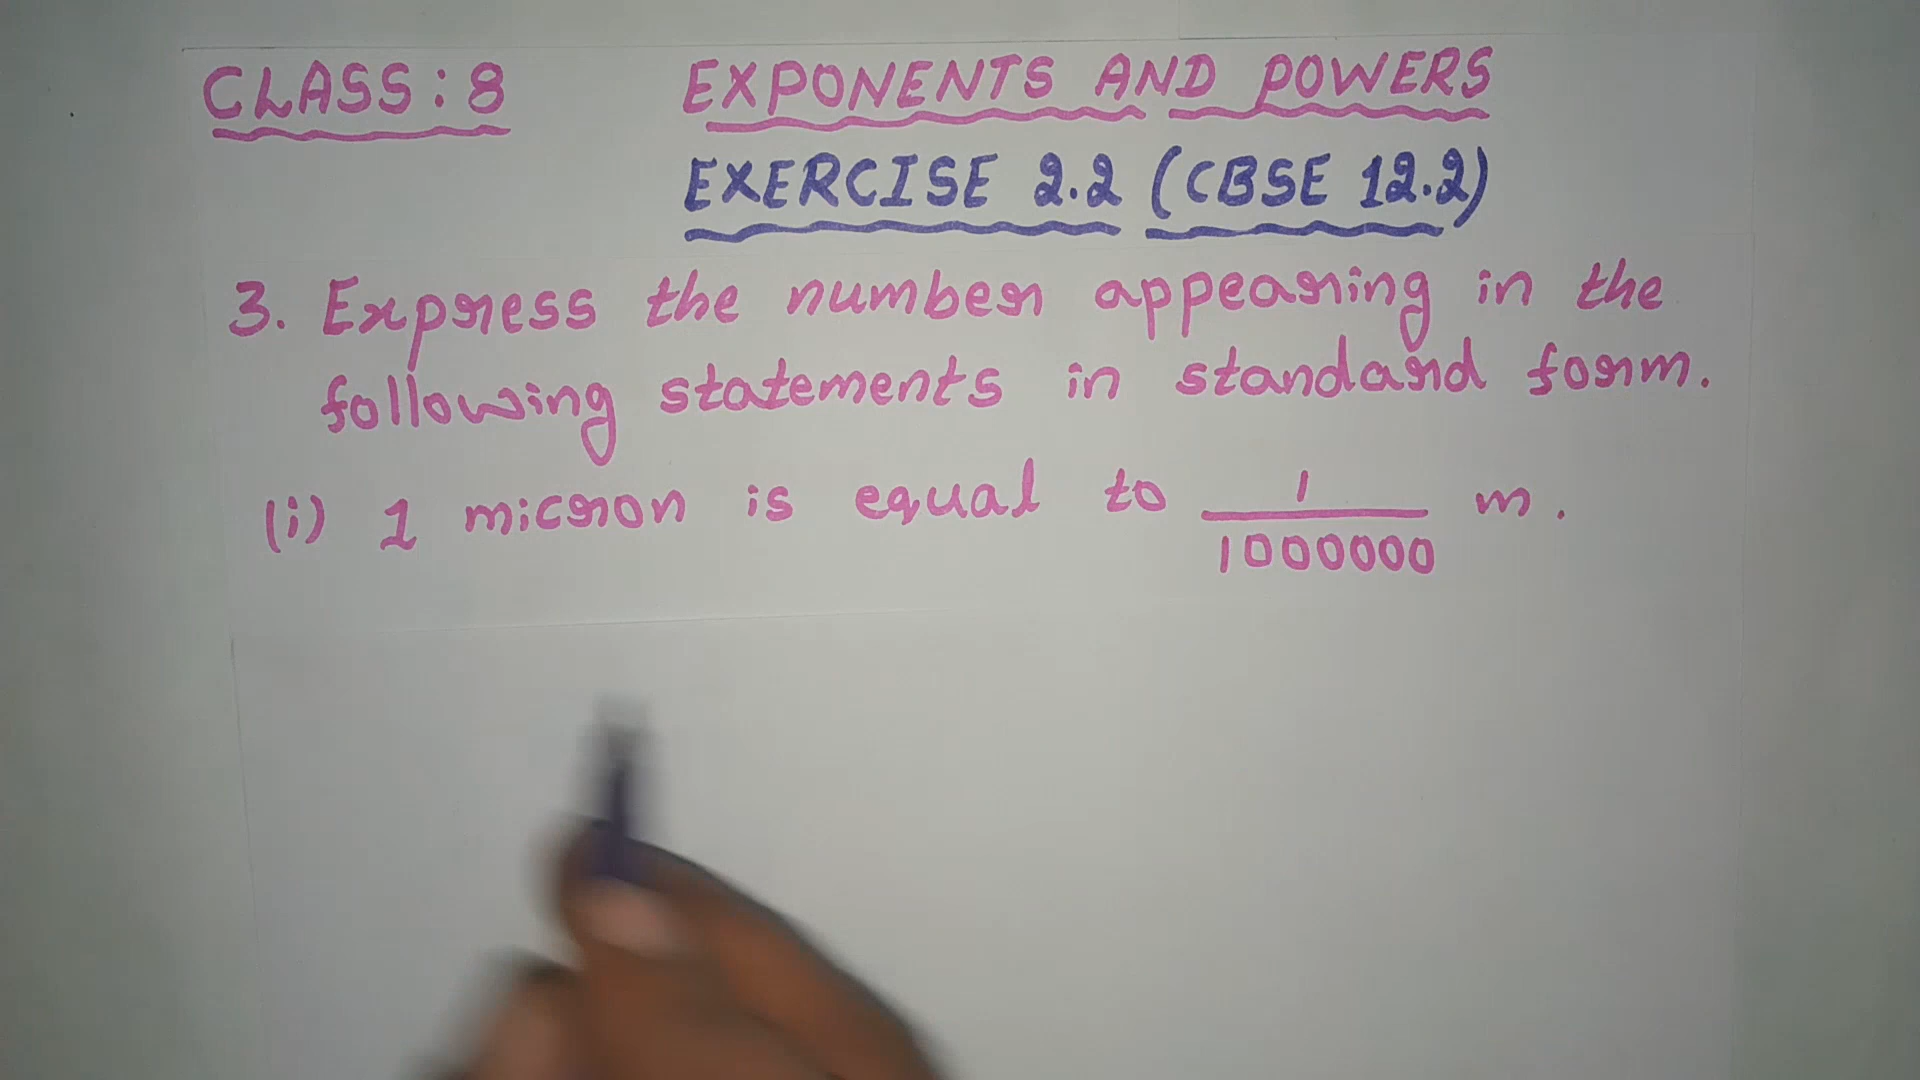 CLASS: 8
EXPONENTS AND POWERS
EXERCISE 2.2 (CBSE 12.2)
3. Express the number appearing in the
following statements in standard form.
(i) 1 micron is equal to 1/1000000 m.